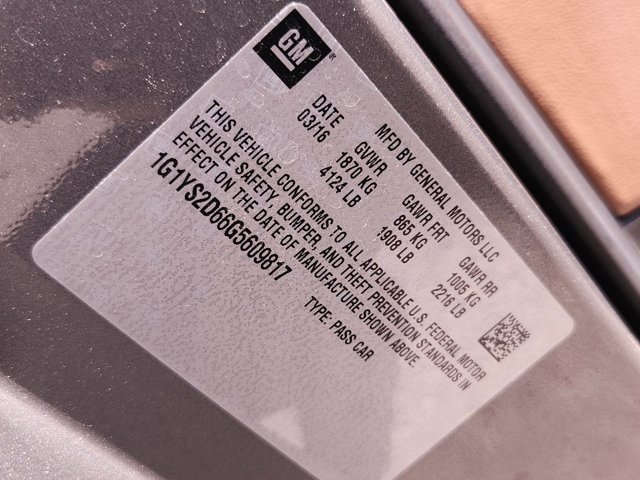 GM
®
MFD BY GENERAL MOTORS LLC
DATE GVWR GAWR FRT GAWR RR
03/16 1870 KG 865 KG 1005 KG
4124 LB 1908 LB 2216 LB
THIS VEHICLE CONFORMS TO ALL APPLICABLE U.S. FEDERAL MOTOR
VEHICLE SAFETY, BUMPER, AND THEFT PREVENTION STANDARDS IN
EFFECT ON THE DATE OF MANUFACTURE SHOWN ABOVE.
1G1YS2D66G5609817 TYPE: PASS CAR